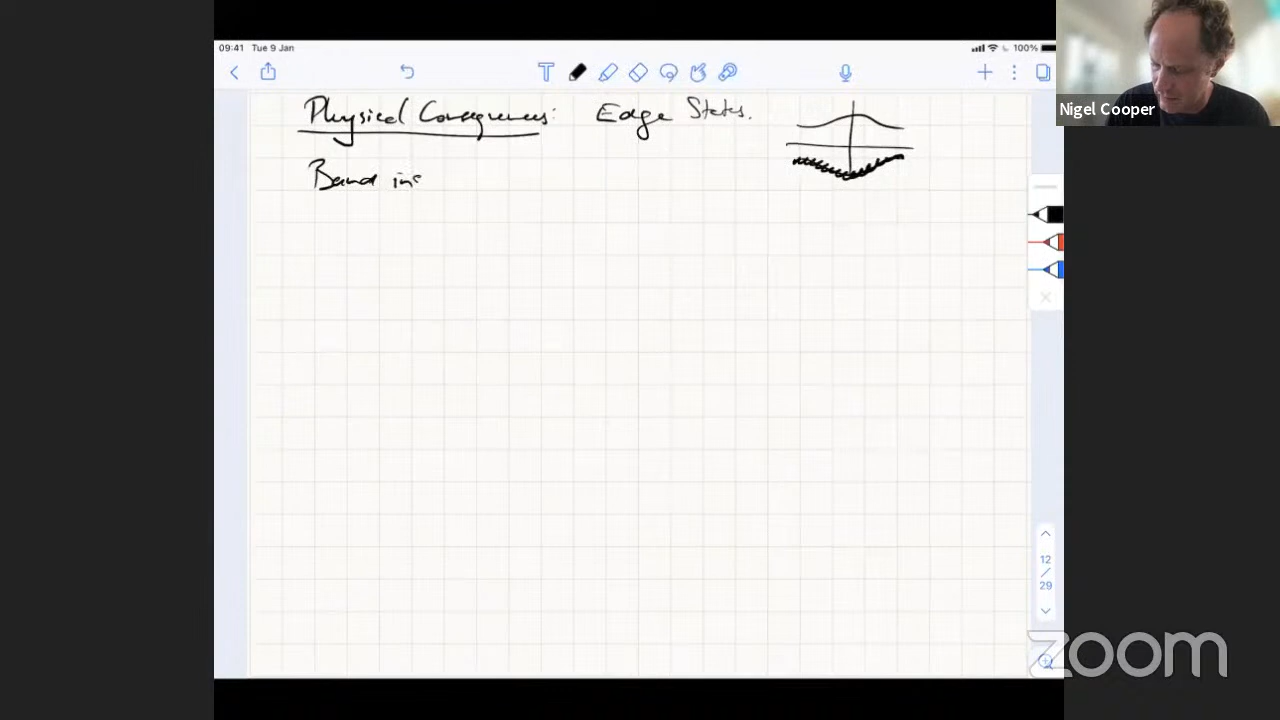 09:41 Tue 9 Jan
100%
T
Nigel Cooper
Physical Consequences: Edge States.
Band ins
12
/
29
zoom